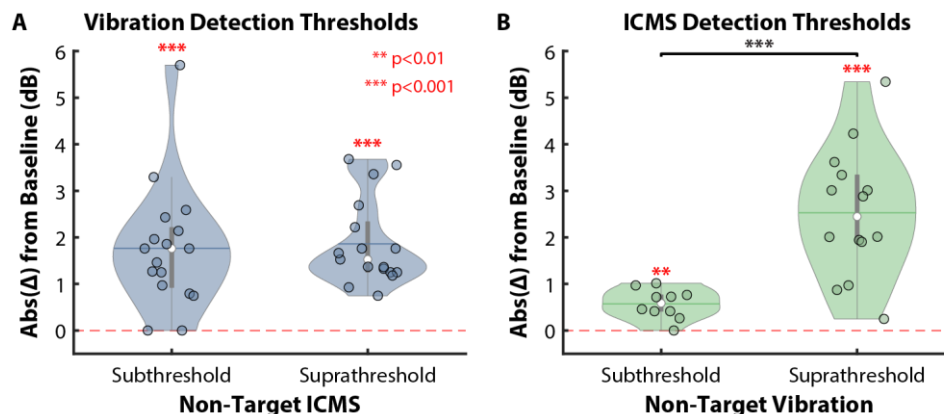 A Vibration Detection Thresholds
Abs(Δ) from Baseline (dB)
6
5
4
3
2
1
0
***
***
** p<0.01
*** p<0.001
Subthreshold Suprathreshold
Non-Target ICMS
B ICMS Detection Thresholds
Abs(Δ) from Baseline (dB)
6
5
4
3
2
1
0
***
**
***
Subthreshold Suprathreshold
Non-Target Vibration